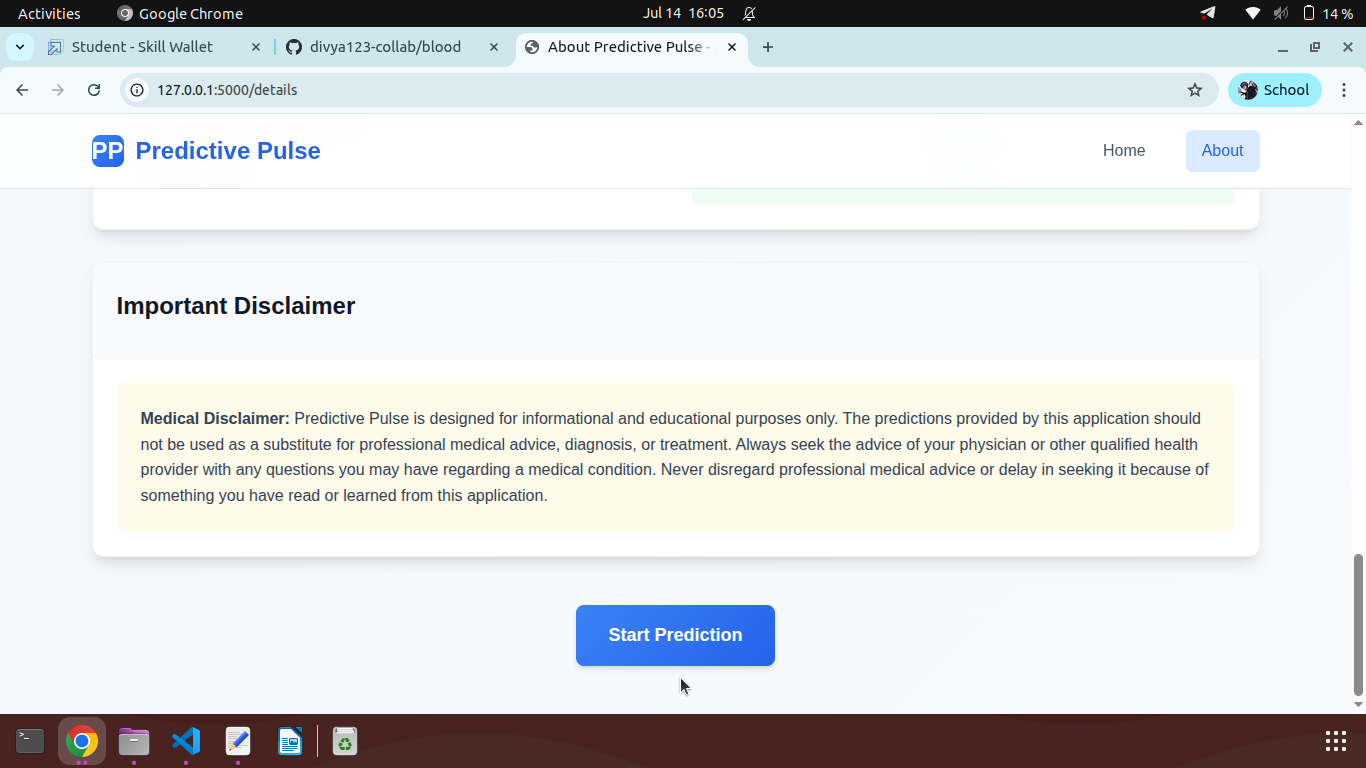 Activities
Google Chrome
Jul 14 16:05
14 %
Student - Skill Wallet
divya123-collab/blood
About Predictive Pulse -
127.0.0.1:5000/details
School
PP
Predictive Pulse
Home
About
Important Disclaimer
Medical Disclaimer: Predictive Pulse is designed for informational and educational purposes only. The predictions provided by this application should
not be used as a substitute for professional medical advice, diagnosis, or treatment. Always seek the advice of your physician or other qualified health
provider with any questions you may have regarding a medical condition. Never disregard professional medical advice or delay in seeking it because of
something you have read or learned from this application.
Start Prediction